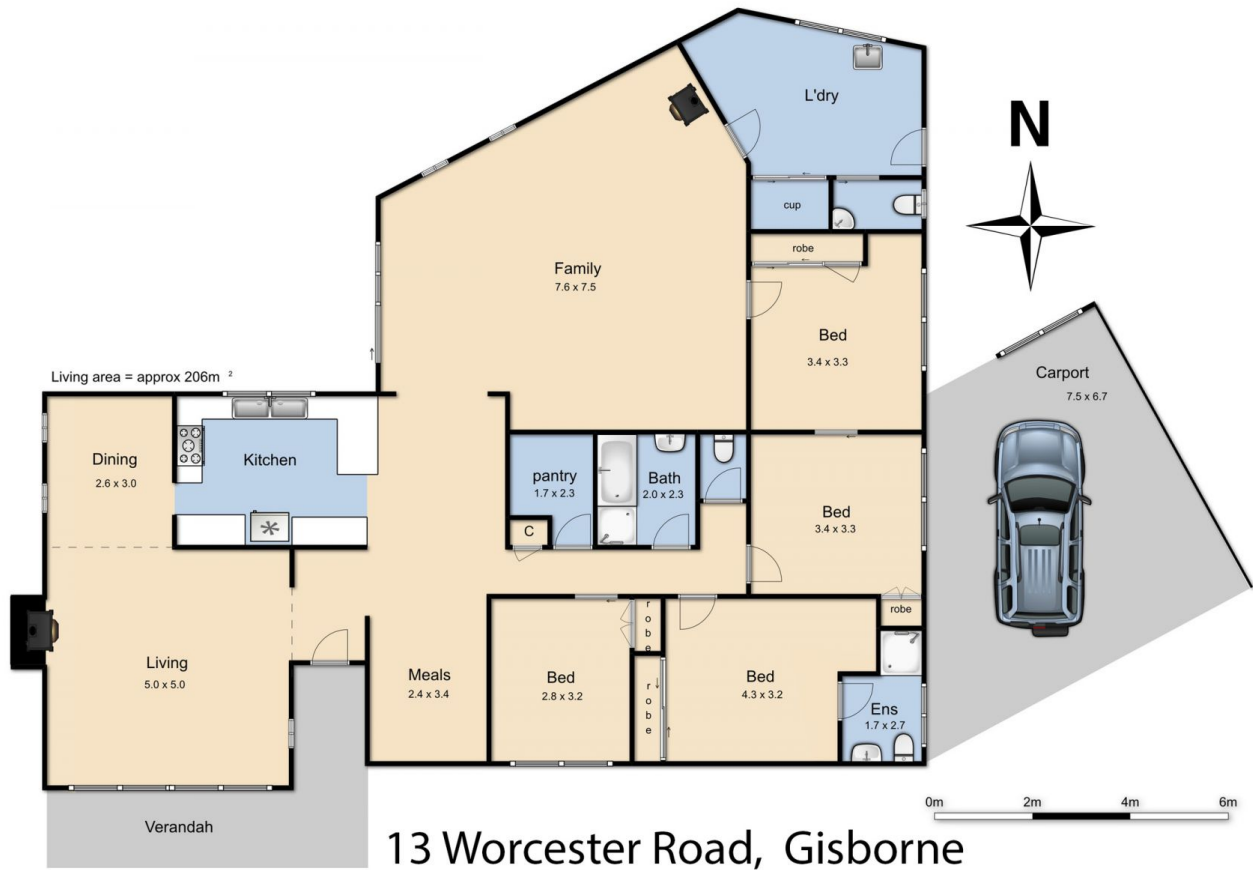 L'dry
N
cup
robe
Family
7.6 x 7.5
Bed
3.4 x 3.3
Carport
7.5 x 6.7
Living area = approx 206m 2
Dining
2.6 x 3.0
Kitchen
pantry
1.7 x 2.3
Bath
2.0 x 2.3
C
Bed
3.4 x 3.3
robe
robe
Living
5.0 x 5.0
Meals
2.4 x 3.4
Bed
2.8 x 3.2
robe
Bed
4.3 x 3.2
Ens
1.7 x 2.7
Verandah
0m 2m 4m 6m
13 Worcester Road, Gisborne